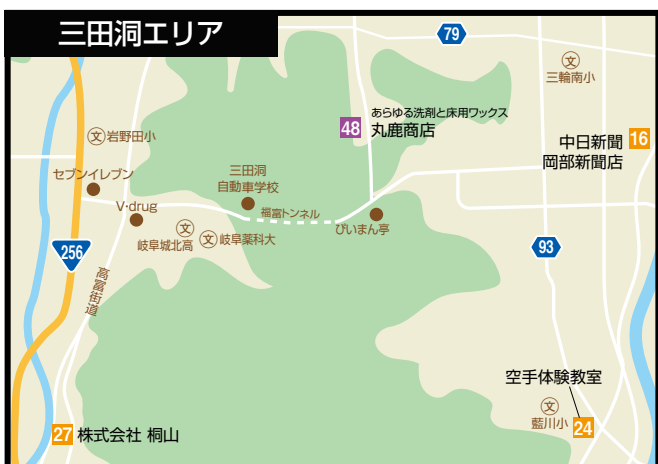 三田洞エリア
79
文
三輪南小
あらゆる洗剤と床用ワックス
48 丸鹿商店
中日新聞 16
岡部新聞店
文 岩野田小
セブンイレブン
三田洞
自動車学校
V・drug
福富トンネル
ぴいまん亭
文
岐阜城北高
文 岐阜薬科大
256
93
高富街道
空手体験教室
文
藍川小 24
27 株式会社 桐山